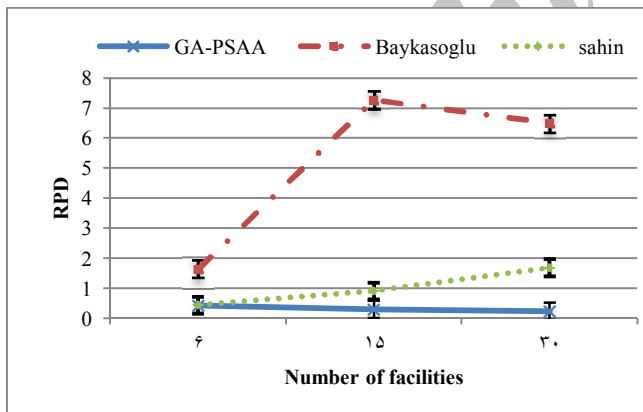 GA-PSAA Baykasoglu sahin
8
7
6
5
4
3
2
1
0
RPD
۶ ۱۵ ۳۰
Number of facilities